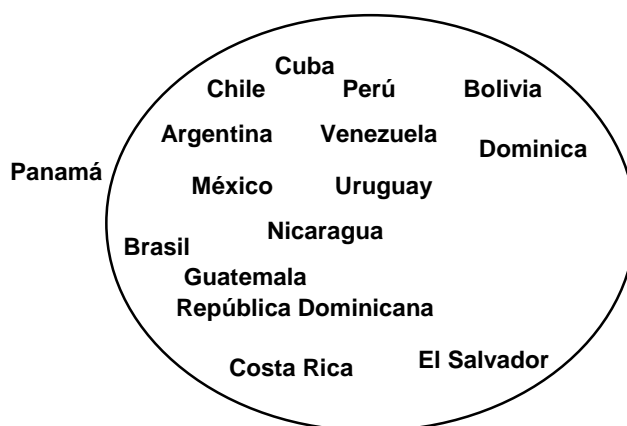 Cuba
Chile Perú Bolivia
Argentina Venezuela
Dominica
Panamá
México Uruguay
Nicaragua
Brasil
Guatemala
República Dominicana
El Salvador
Costa Rica